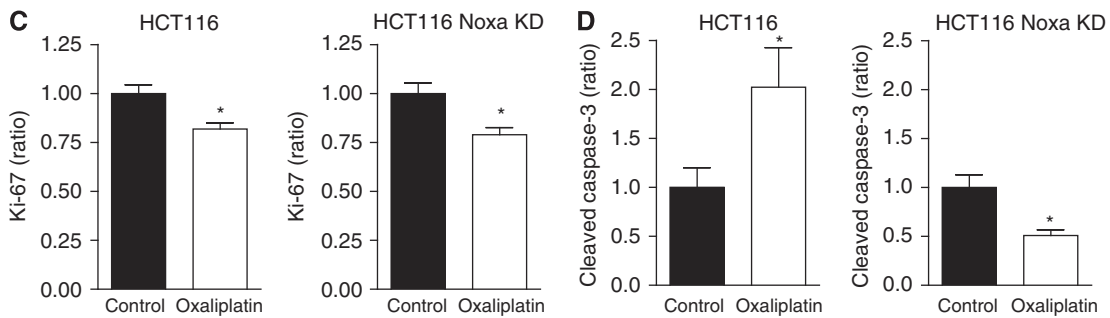 C
HCT116
HCT116 Noxa KD
Ki-67 (ratio)
1.25
1.00
0.75
0.50
0.25
0.00
*
Control Oxaliplatin
Ki-67 (ratio)
1.25
1.00
0.75
0.50
0.25
0.00
*
Control Oxaliplatin
D
HCT116
HCT116 Noxa KD
Cleaved caspase-3 (ratio)
2.5
2.0
1.5
1.0
0.5
0.0
*
Control Oxaliplatin
Cleaved caspase-3 (ratio)
2.5
2.0
1.5
1.0
0.5
0.0
*
Control Oxaliplatin